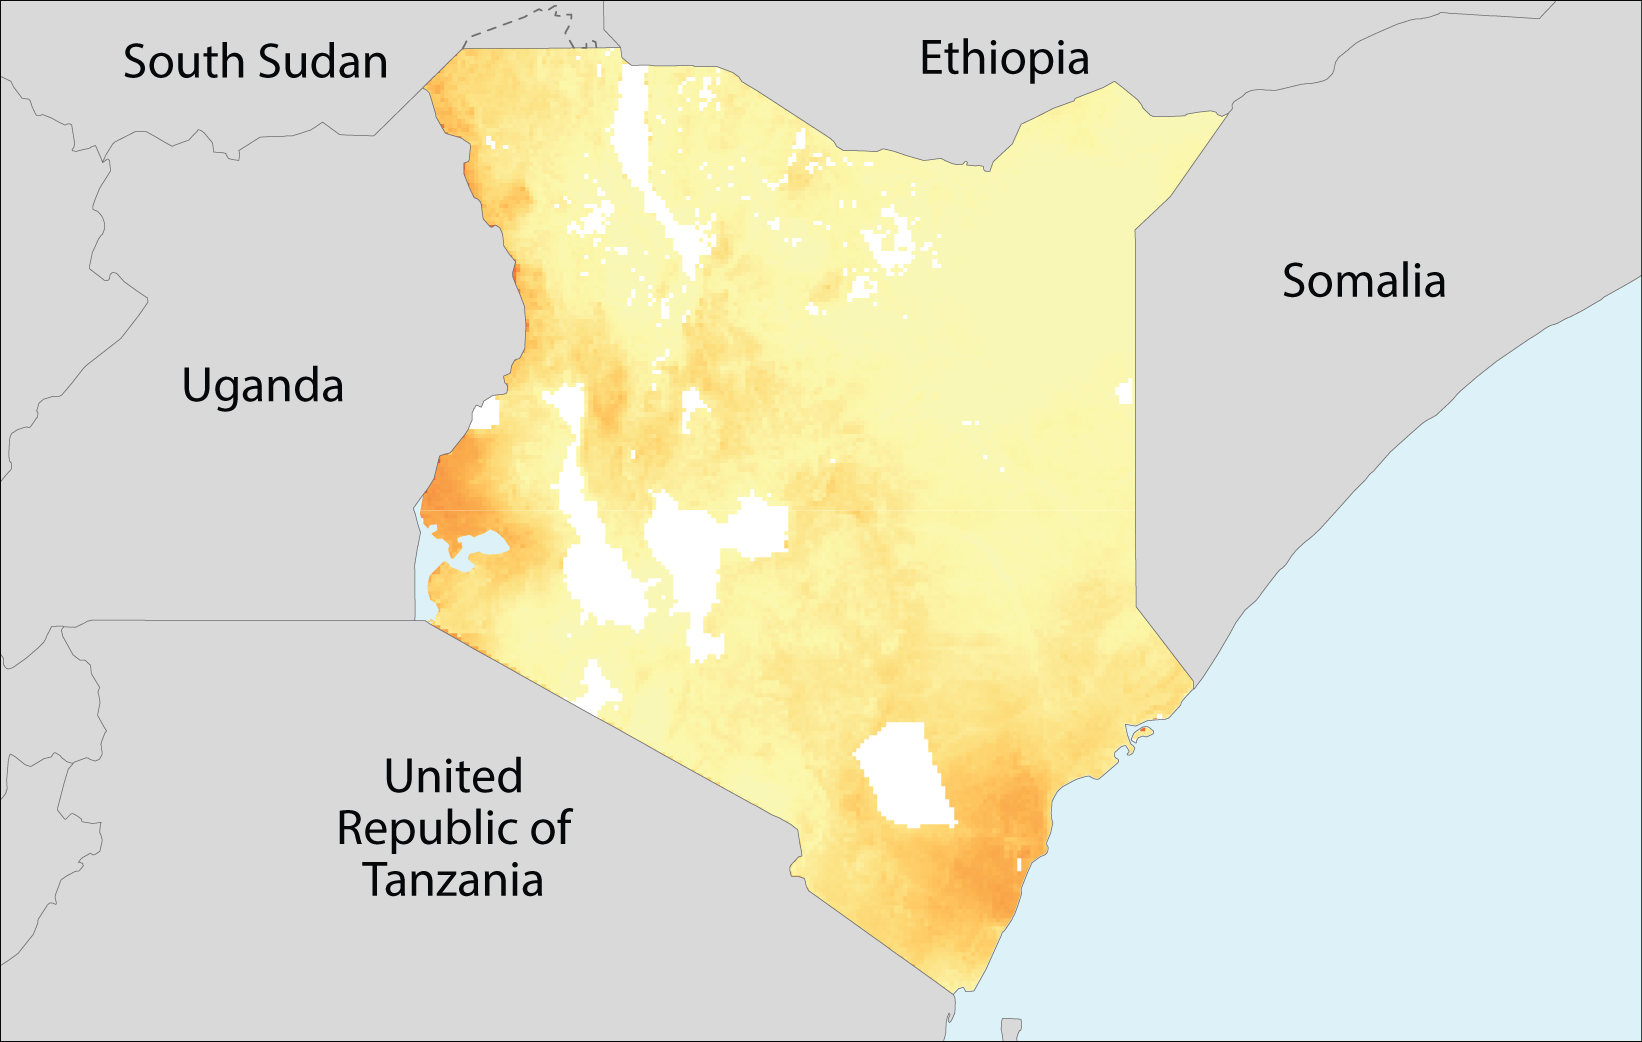 South Sudan
Ethiopia
Somalia
Uganda
United
Republic of
Tanzania